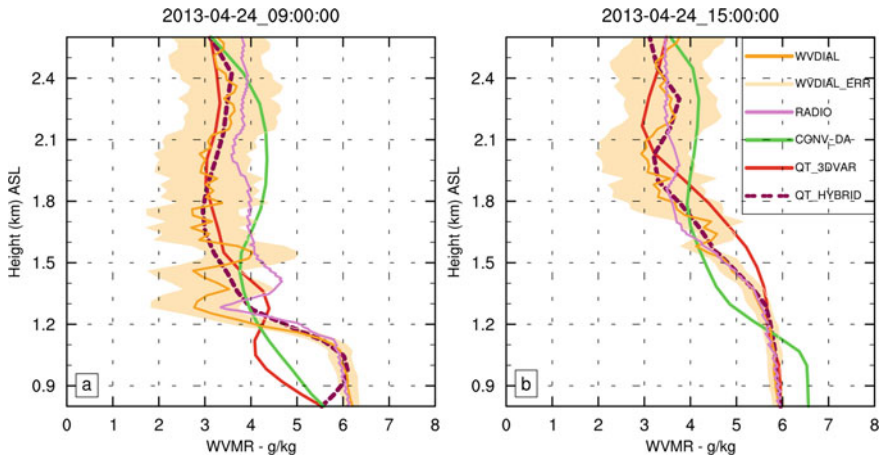 2013-04-24_09:00:00
2013-04-24_15:00:00
Height (km) ASL
2.4
2.1
1.8
1.5
1.2
0.9
a
0 1 2 3 4 5 6 7 8
WVMR - g/kg
Height (km) ASL
2.4
2.1
1.8
1.5
1.2
0.9
WVDIAL
WVDIAL_ERR
RADIO
CONV_DA
QT_3DVAR
QT_HYBRID
b
0 1 2 3 4 5 6 7 8
WVMR - g/kg